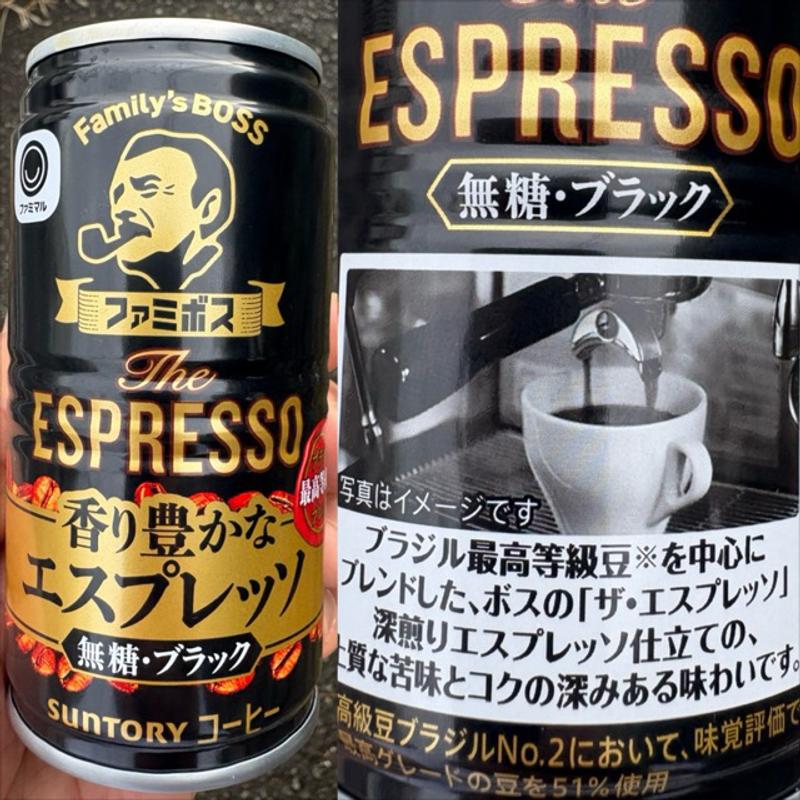 Family's BOSS
ファミマル
ファミボス
The
ESPRESSO
最高等級
香り豊かな
エスプレッソ
無糖・ブラック
SUNTORY コーヒー
The
ESPRESSO
無糖・ブラック
写真はイメージです
ブラジル最高等級豆※を中心に
ブレンドした、ボスの「ザ・エスプレッソ」
深煎りエスプレッソ仕立ての、
上質な苦味とコクの深みある味わいです。
高級豆ブラジルNo.2において、味覚評価で
最高グレードの豆を51%使用